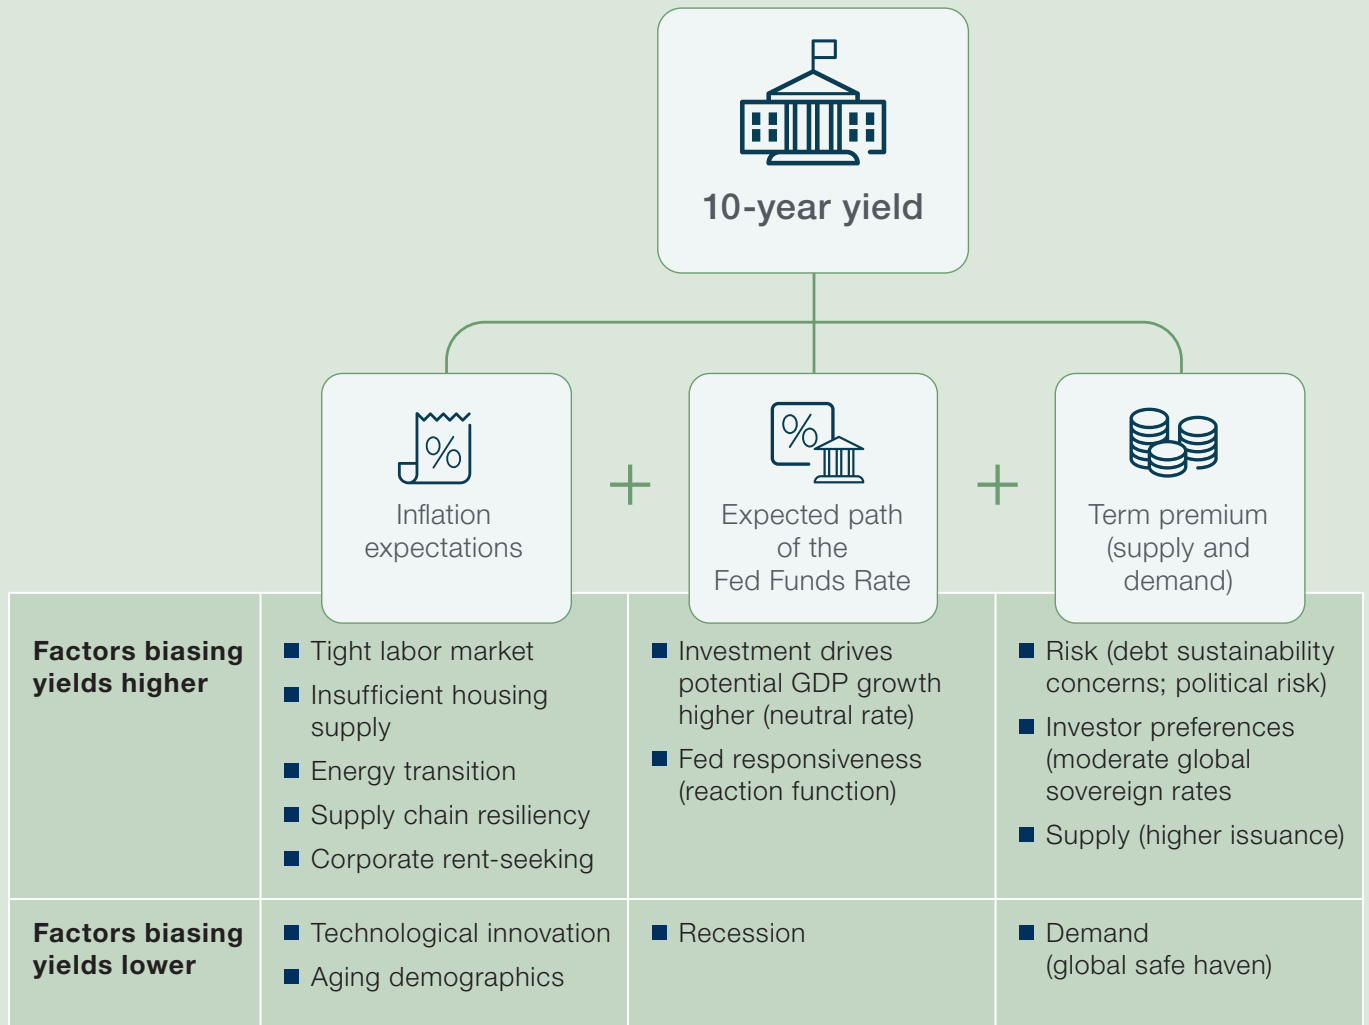 10-year yield
%
Inflation
expectations
+
%
Expected path
of the
Fed Funds Rate
+
Term premium
(supply and
demand)
Factors biasing
yields higher
Tight labor market
Insufficient housing
supply
Energy transition
Supply chain resiliency
Corporate rent-seeking
Investment drives
potential GDP growth
higher (neutral rate)
Fed responsiveness
(reaction function)
Risk (debt sustainability
concerns; political risk)
Investor preferences
(moderate global
sovereign rates
Supply (higher issuance)
Factors biasing
yields lower
Technological innovation
Aging demographics
Recession
Demand
(global safe haven)